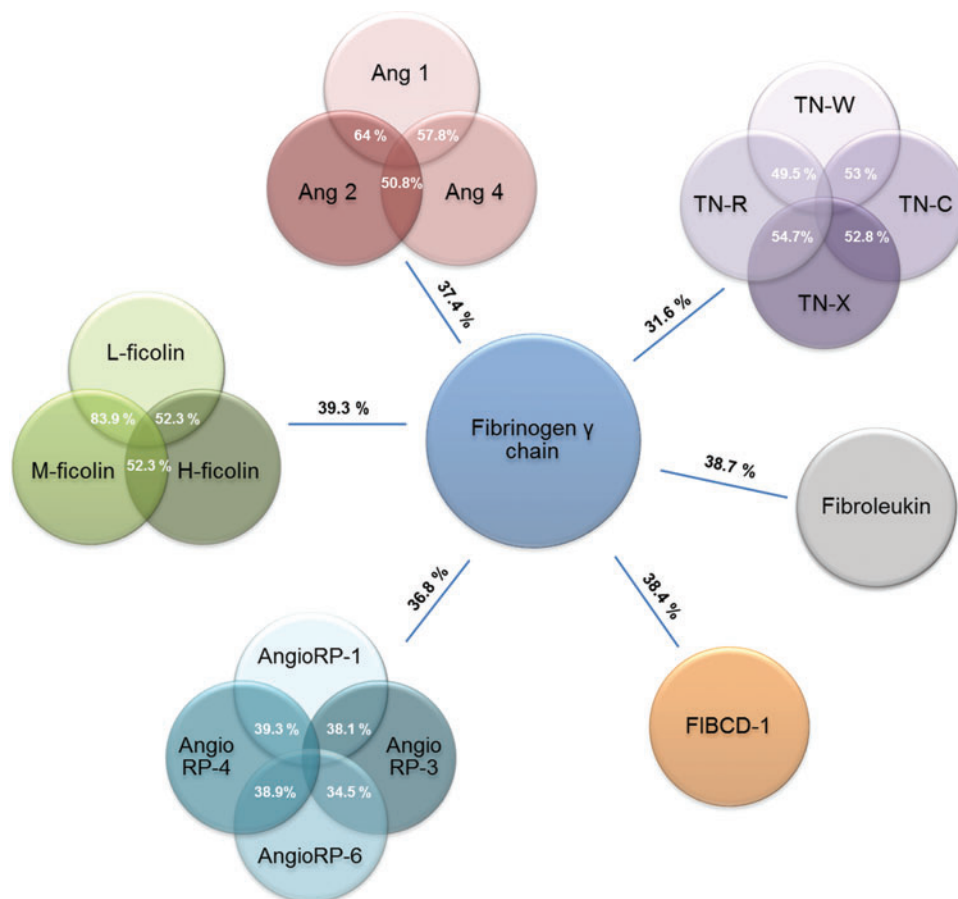 Ang 1
64 %
57.8%
Ang 2
50.8%
Ang 4
37.4 %
TN-W
49.5 %
53 %
TN-R
TN-C
54.7%
52.8 %
TN-X
31.6 %
L-ficolin
83.9 %
52.3 %
M-ficolin
52.3 %
H-ficolin
39.3 %
Fibrinogen γ
chain
38.7 %
Fibroleukin
36.8 %
38.4 %
AngioRP-1
39.3 %
38.1 %
Angio
RP-4
Angio
RP-3
38.9%
34.5 %
AngioRP-6
FIBCD-1